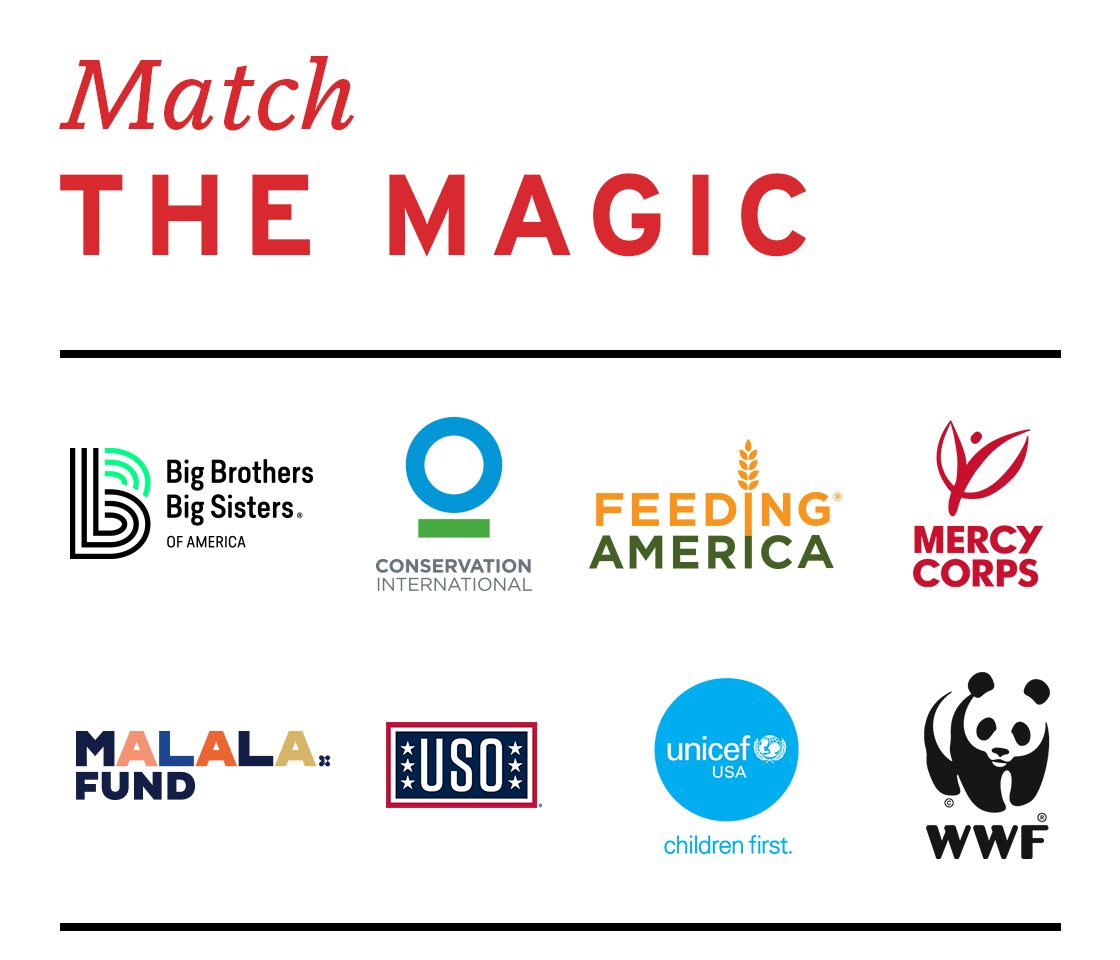 Match
THE MAGIC
Big Brothers
Big Sisters®
OF AMERICA
CONSERVATION
INTERNATIONAL
FEEDING®
AMERICA
MERCY
CORPS
MALALA
FUND
USO
unicef
USA
children first.
©
®
WWF